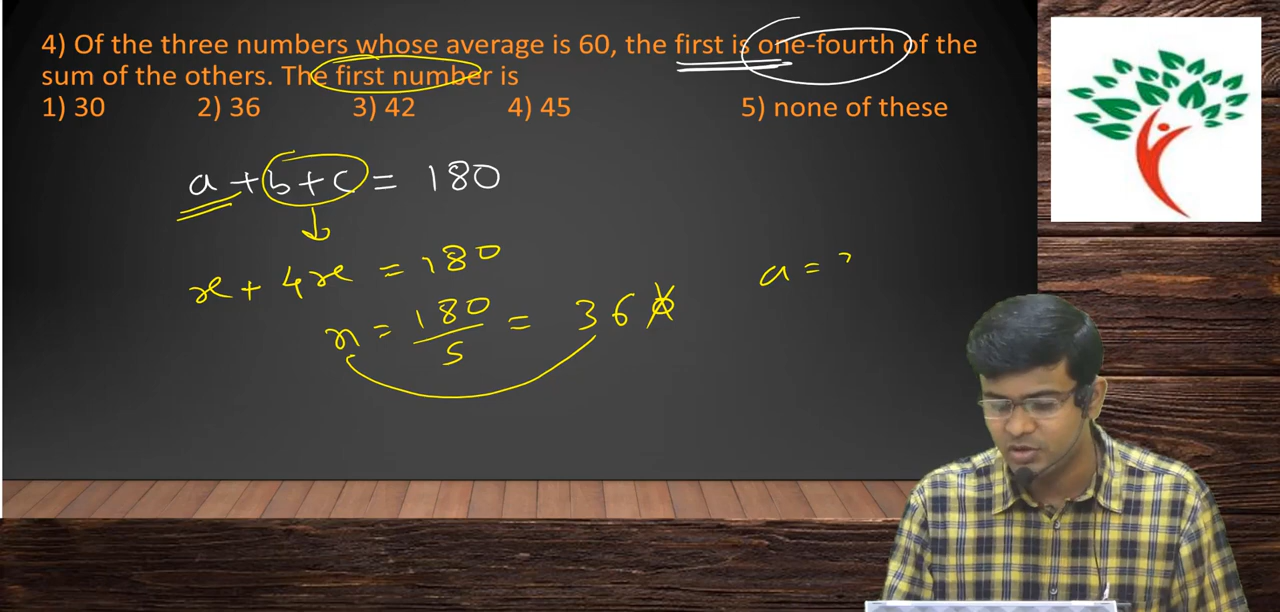 4) Of the three numbers whose average is 60, the first is one-fourth of the
sum of the others. The first number is
1) 30 2) 36 3) 42 4) 45 5) none of these
a + b + c = 180
x + 4x = 180
x = 180/5 = 36
a = ?